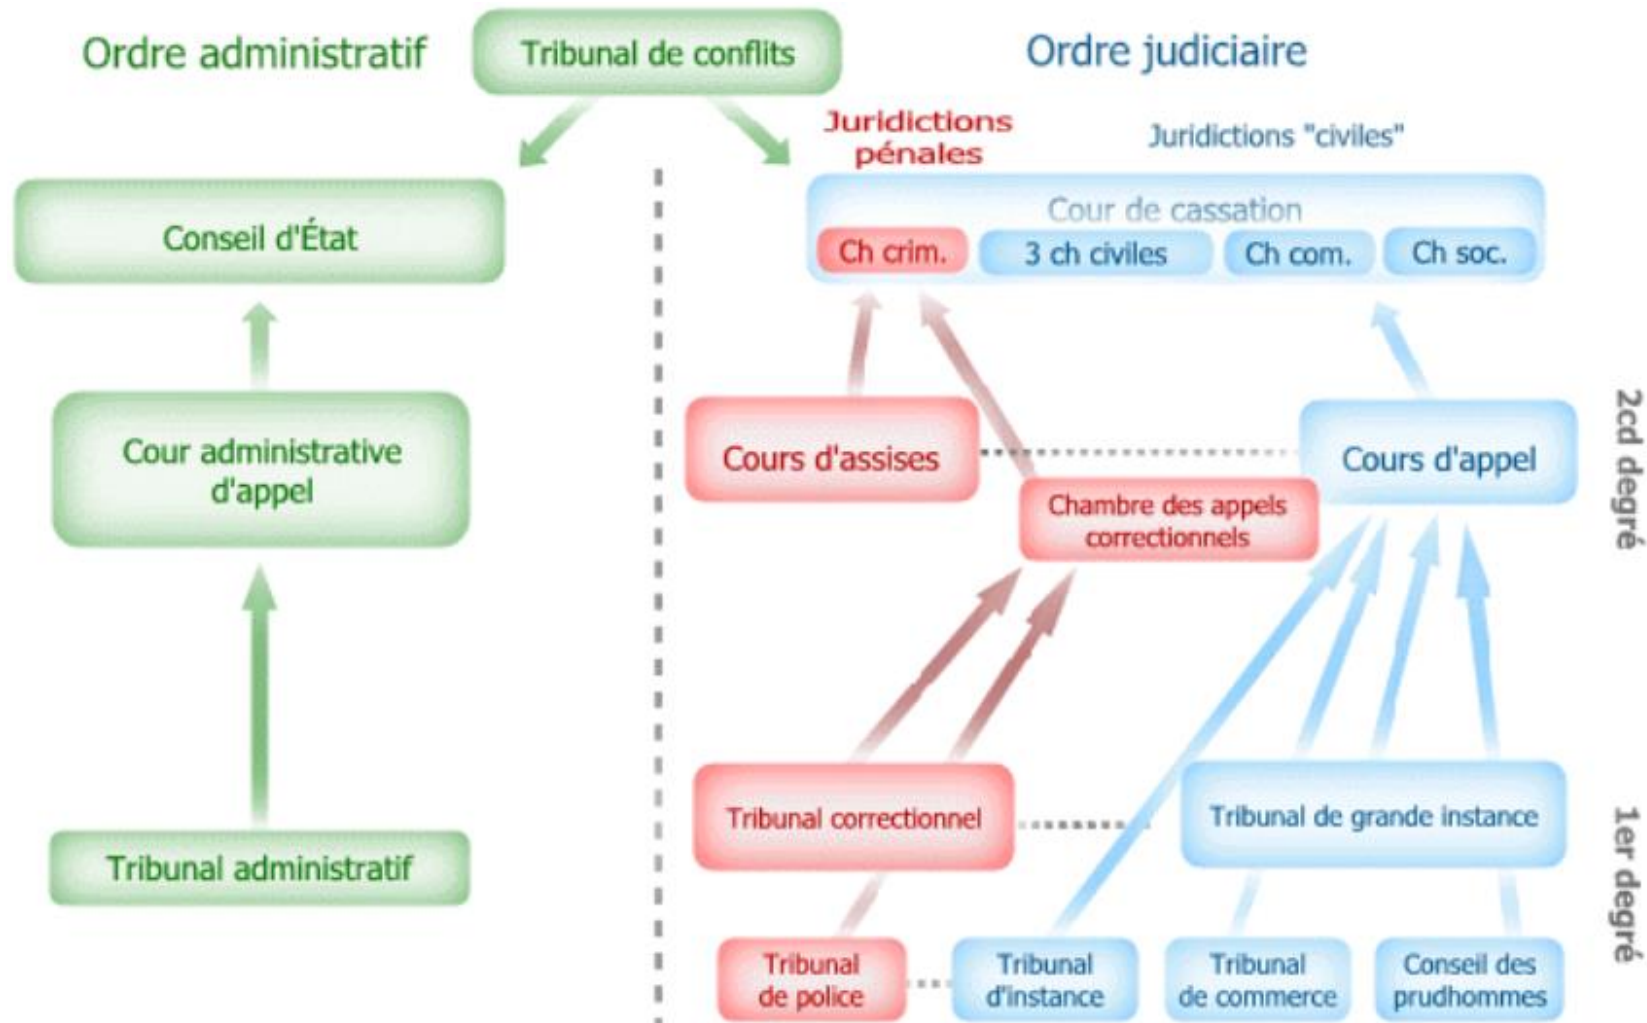 Ordre administratif
Tribunal de conflits
Ordre judiciaire
Juridictions
pénales
Juridictions "civiles"
Conseil d'État
Cour de cassation
Ch crim.
3 ch civiles
Ch com.
Ch soc.
Cour administrative
d'appel
Cours d'assises
Cours d'appel
Chambre des appels
correctionnels
2cd degré
Tribunal administratif
Tribunal correctionnel
Tribunal de grande instance
1er degré
Tribunal
de police
Tribunal
d'instance
Tribunal
de commerce
Conseil des
prudhommes